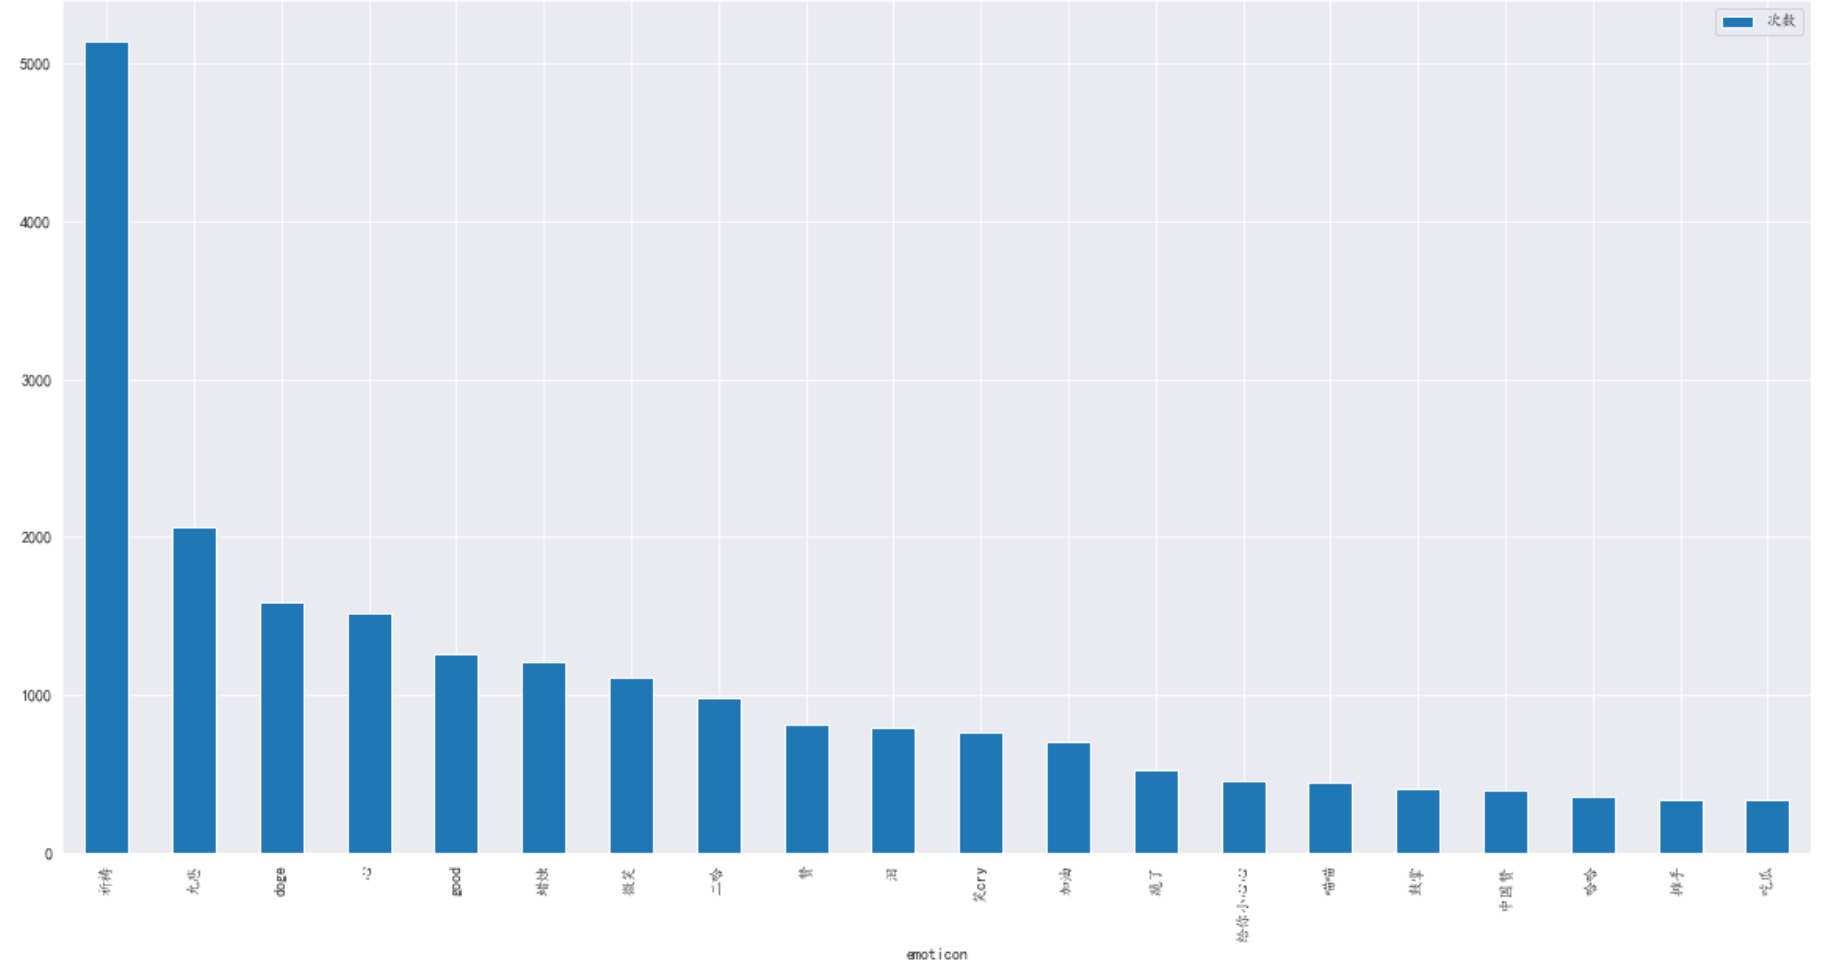 次数
5000
4000
3000
2000
1000
0
祈祷
允悲
doge
心
good
蜡烛
微笑
二哈
赞
泪
笑cry
加油
跪了
给你小心心
喵喵
鼓掌
中国赞
哈哈
摊手
吃瓜
emoticon